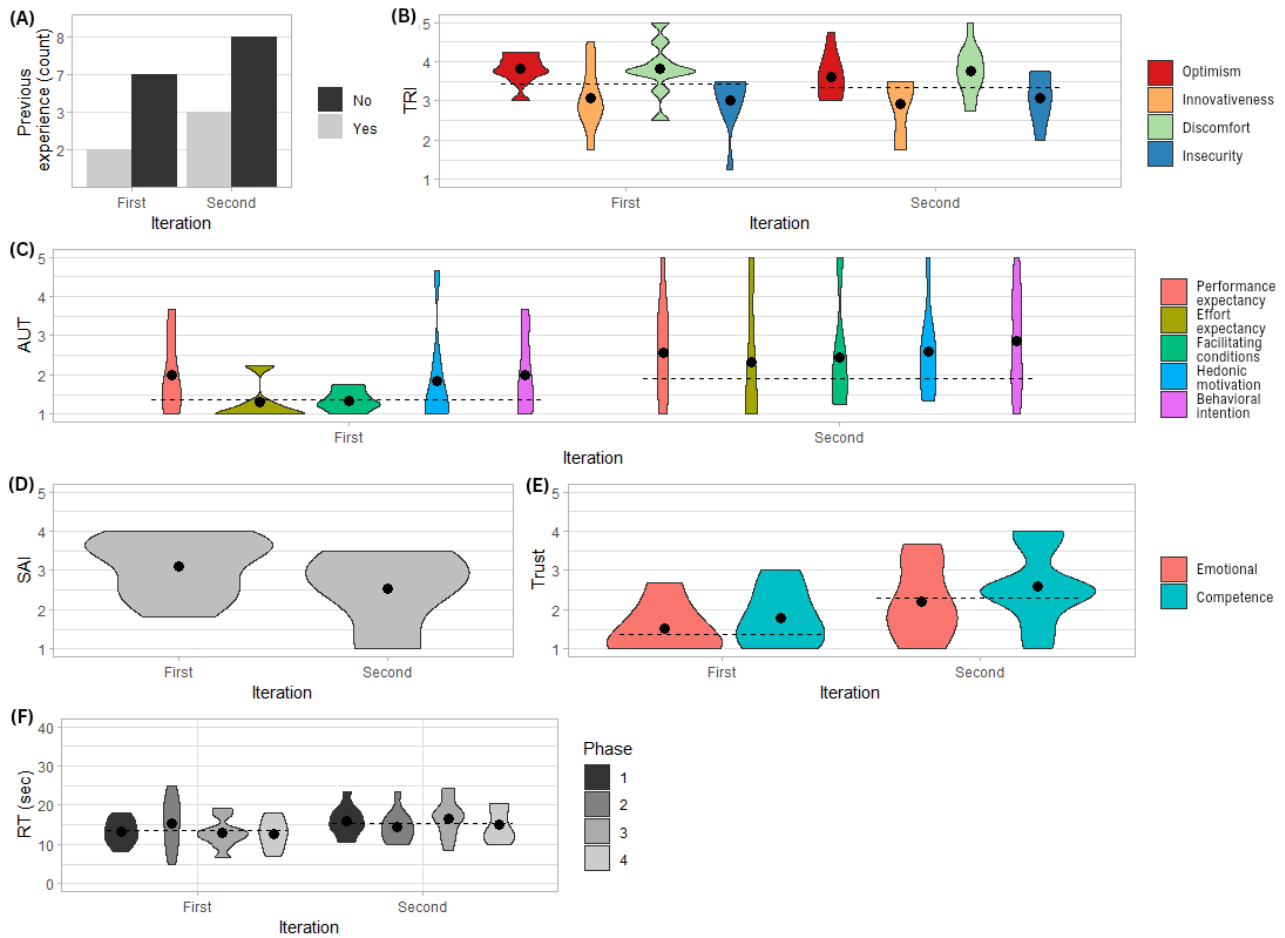 (A)
Previous
experience (count)
8
7
3
2
First
Second
Iteration
No
Yes
(B)
TRI
5
4
3
2
1
First
Second
Iteration
Optimism
Innovativeness
Discomfort
Insecurity
(C)
AUT
5
4
3
2
1
First
Second
Iteration
Performance
expectancy
Effort
expectancy
Facilitating
conditions
Hedonic
motivation
Behavioral
intention
(D)
SAI
5
4
3
2
1
First
Second
Iteration
(E)
Trust
5
4
3
2
1
First
Second
Iteration
Emotional
Competence
(F)
RT (sec)
40
30
20
10
0
First
Second
Iteration
Phase
1
2
3
4